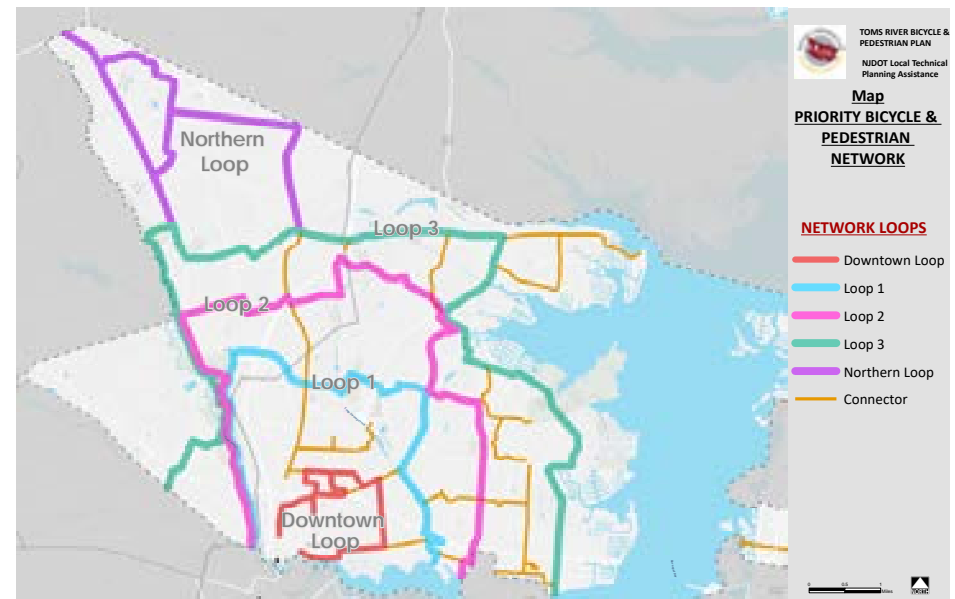 TOMS RIVER BICYCLE &
PEDESTRIAN PLAN
NJDOT Local Technical
Planning Assistance
Map
PRIORITY BICYCLE &
PEDESTRIAN
NETWORK
NETWORK LOOPS
Downtown Loop
Loop 1
Loop 2
Loop 3
Northern Loop
Connector
Northern
Loop
Loop 3
Loop 2
Loop 1
Downtown
Loop
0 0.5 1
Miles
NORTH